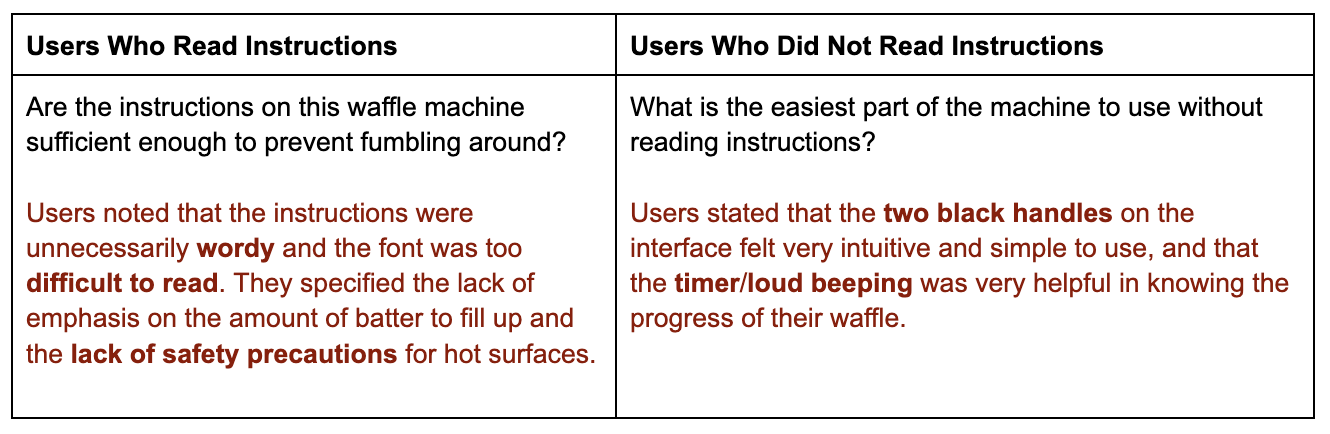 Users Who Read Instructions
Users Who Did Not Read Instructions
Are the instructions on this waffle machine
sufficient enough to prevent fumbling around?
Users noted that the instructions were
unnecessarily wordy and the font was too
difficult to read. They specified the lack of
emphasis on the amount of batter to fill up and
the lack of safety precautions for hot surfaces.
What is the easiest part of the machine to use without
reading instructions?
Users stated that the two black handles on the
interface felt very intuitive and simple to use, and that
the timer/loud beeping was very helpful in knowing the
progress of their waffle.